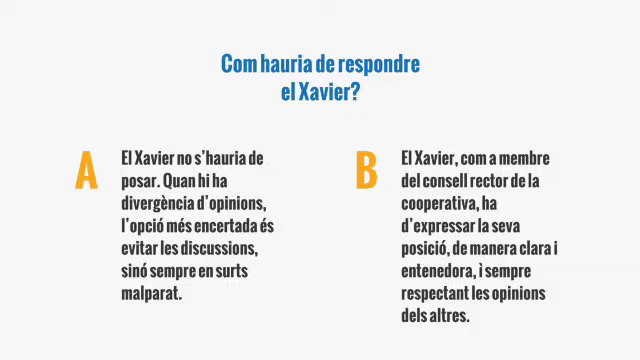 Com hauria de respondre
el Xavier?
A
El Xavier no s'hauria de
posar. Quan hi ha
divergència d'opinions,
l'opció més encertada és
evitar les discussions,
sinó sempre en surts
malparat.
B
El Xavier, com a membre
del consell rector de la
cooperativa, ha
d'expressar la seva
posició, de manera clara i
entenedora, ì sempre
respectant les opinions
dels altres.